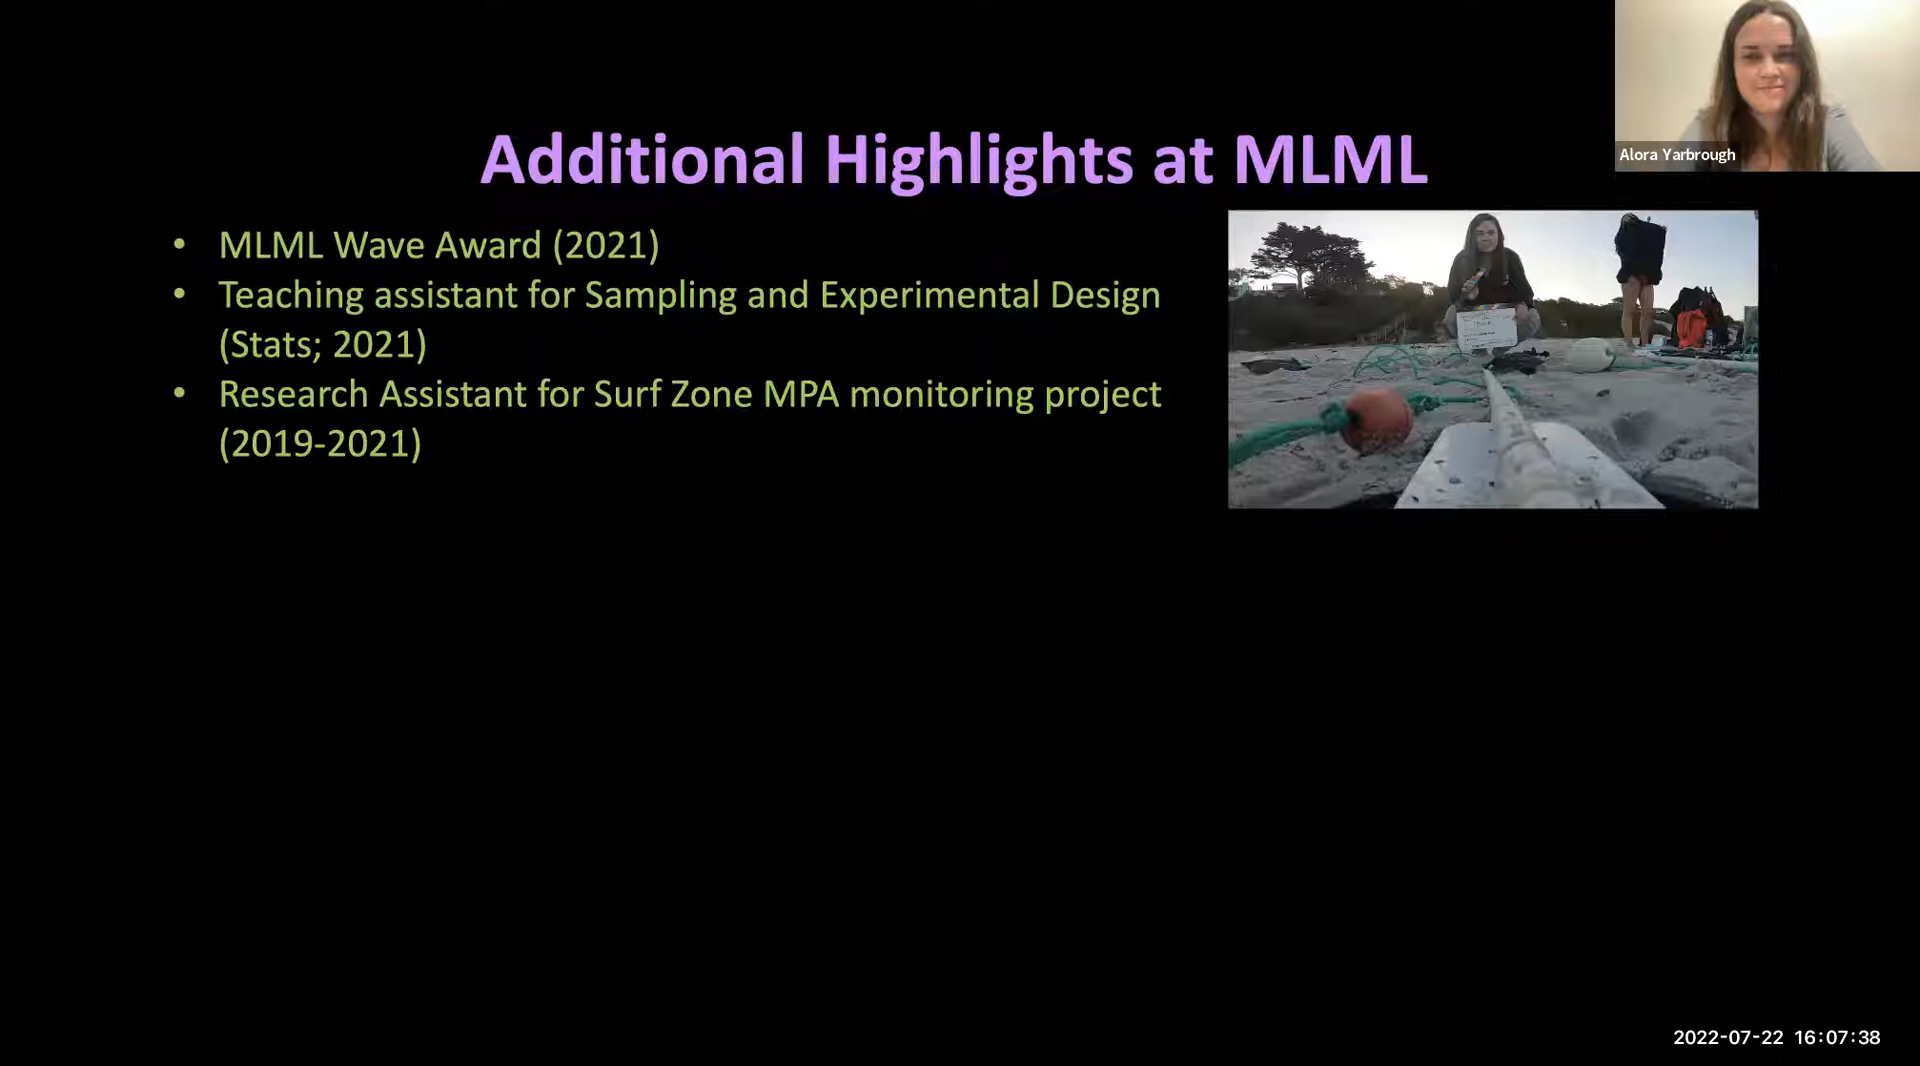 Alora Yarbrough
Additional Highlights at MLML
• MLML Wave Award (2021)
• Teaching assistant for Sampling and Experimental Design
(Stats; 2021)
• Research Assistant for Surf Zone MPA monitoring project
(2019-2021)
2022-07-22 16:07:38